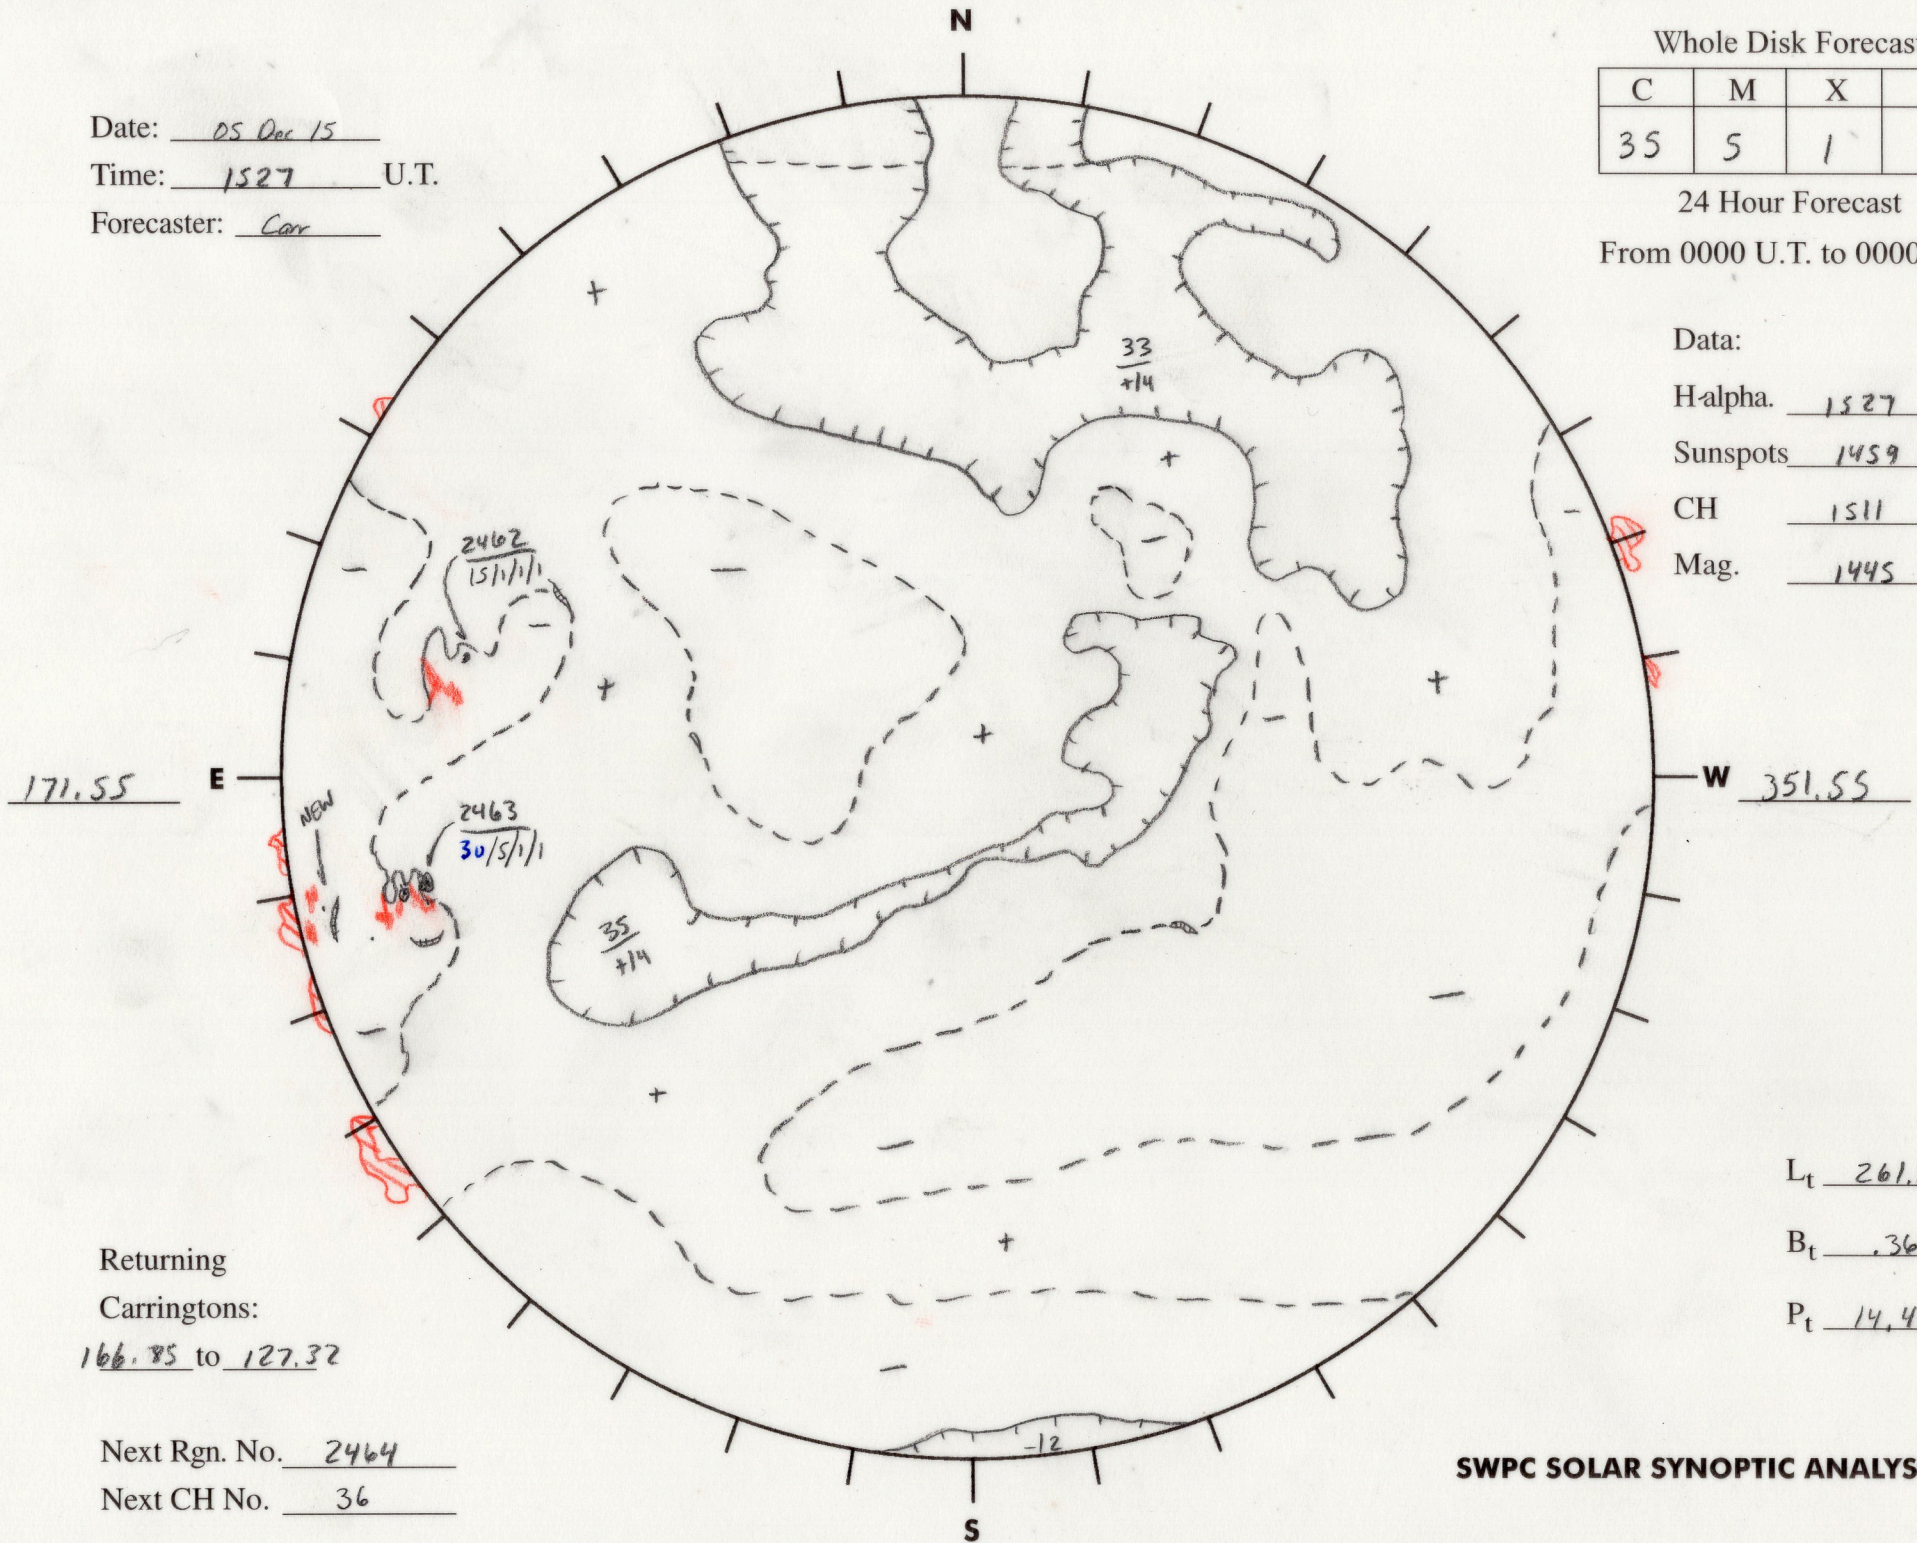 N
Whole Disk Forecas
C M X
35 5 1
24 Hour Forecast
From 0000 U.T. to 0000
Date: 05 Dec 15
Time: 1527 U.T.
Forecaster: Carr
Data:
H-alpha. 1527
Sunspots 1459
CH 1511
Mag. 1445
33
+14
2462
15/1/1/1
171.55 E
W 351.55
NEW
2463
30/5/1/1
35
+14
Lt 261.
Bt .36
Pt 14.4
Returning
Carringtons:
166.85 to 127.32
Next Rgn. No. 2464
Next CH No. 36
-12
SWPC SOLAR SYNOPTIC ANALYS
S